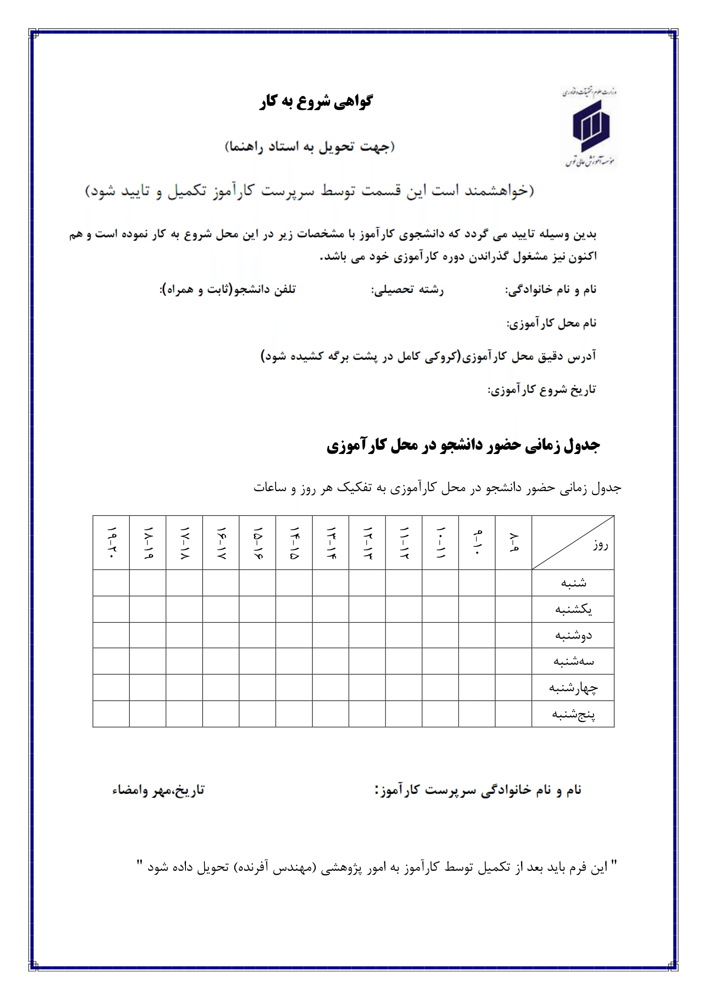 وزارت علوم، تحقیقات و فناوری
موسسه آموزش عالی توس
گواهی شروع به کار
(جهت تحویل به استاد راهنما)
(خواهشمند است این قسمت توسط سرپرست کارآموز تکمیل و تایید شود)
بدین وسیله تایید می گردد که دانشجوی کارآموز با مشخصات زیر در این محل شروع به کار نموده است و هم
اکنون نیز مشغول گذراندن دوره کارآموزی خود می باشد.
نام و نام خانوادگی: رشته تحصیلی: تلفن دانشجو(ثابت و همراه):
نام محل کارآموزی:
آدرس دقیق محل کارآموزی(کروکی کامل در پشت برگه کشیده شود)
تاریخ شروع کارآموزی:
جدول زمانی حضور دانشجو در محل کارآموزی
جدول زمانی حضور دانشجو در محل کارآموزی به تفکیک هر روز و ساعات
روز ۸-۹ ۹-۱۰ ۱۰-۱۱ ۱۱-۱۲ ۱۲-۱۳ ۱۳-۱۴ ۱۴-۱۵ ۱۵-۱۶ ۱۶-۱۷ ۱۷-۱۸ ۱۸-۱۹ ۱۹-۲۰
شنبه
یکشنبه
دوشنبه
سه‌شنبه
چهارشنبه
پنج‌شنبه
نام و نام خانوادگی سرپرست کارآموز: تاریخ،مهر وامضاء
" این فرم باید بعد از تکمیل توسط کارآموز به امور پژوهشی (مهندس آفرنده) تحویل داده شود "